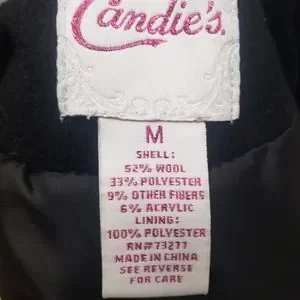 Candie's.
M
SHELL:
52% WOOL
33% POLYESTER
9% OTHER FIBERS
6% ACRYLIC
LINING:
100% POLYESTER
RN#73277
MADE IN CHINA
SEE REVERSE
FOR CARE